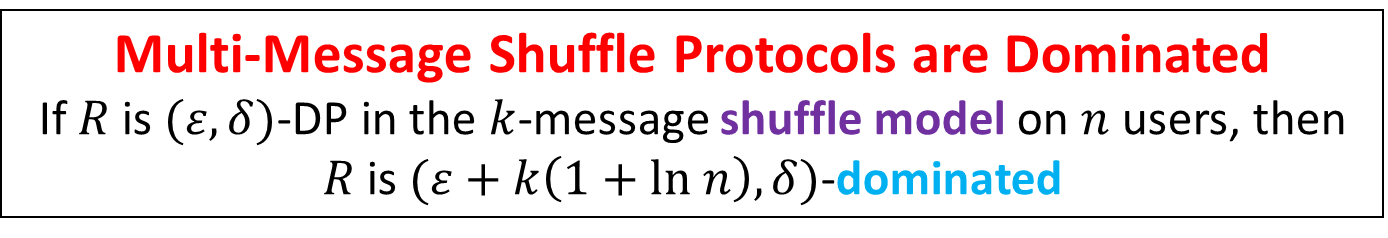 Multi-Message Shuffle Protocols are Dominated
If R is (ε, δ)-DP in the k-message shuffle model on n users, then
R is (ε + k(1 + ln n), δ)-dominated